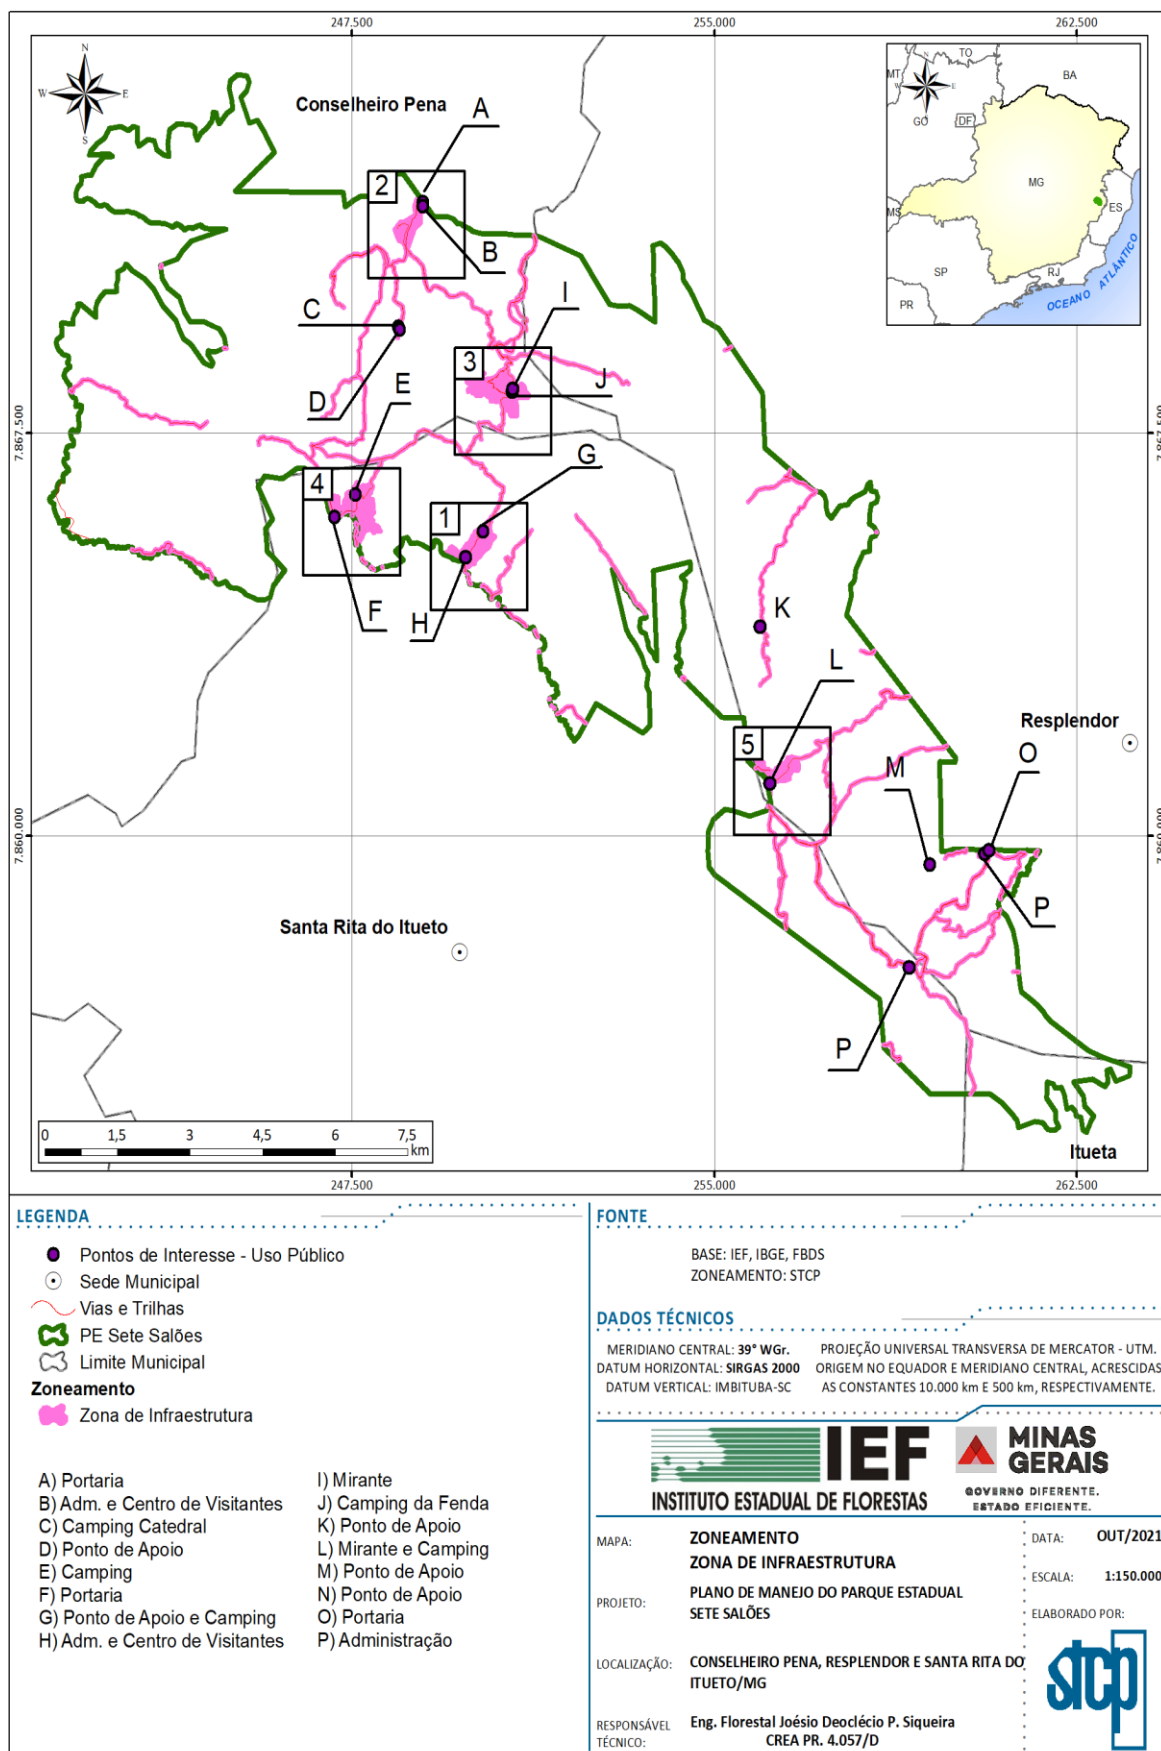 247.500 255.000 262.500
N
W E
S
Conselheiro Pena
A
2
B
C
I
3
J
D
E
7.867.500
7.867.500
G
4
1
F
H
K
L
5
Resplendor
O
M
7.860.000
7.860.000
P
Santa Rita do Itueto
P
Itueta
0 1,5 3 4,5 6 7,5
km
247.500 255.000 262.500
TO
MT
N
BA
W E
GO
DF
MG
MS
ES
SP
RJ
PR
OCEANO ATLÂNTICO
LEGENDA
Pontos de Interesse - Uso Público
Sede Municipal
Vias e Trilhas
PE Sete Salões
Limite Municipal
Zoneamento
Zona de Infraestrutura
A) Portaria
B) Adm. e Centro de Visitantes
C) Camping Catedral
D) Ponto de Apoio
E) Camping
F) Portaria
G) Ponto de Apoio e Camping
H) Adm. e Centro de Visitantes
I) Mirante
J) Camping da Fenda
K) Ponto de Apoio
L) Mirante e Camping
M) Ponto de Apoio
N) Ponto de Apoio
O) Portaria
P) Administração
FONTE
BASE: IEF, IBGE, FBDS
ZONEAMENTO: STCP
DADOS TÉCNICOS
MERIDIANO CENTRAL: 39° WGr.
DATUM HORIZONTAL: SIRGAS 2000
DATUM VERTICAL: IMBITUBA-SC
PROJEÇÃO UNIVERSAL TRANSVERSA DE MERCATOR - UTM.
ORIGEM NO EQUADOR E MERIDIANO CENTRAL, ACRESCIDAS
AS CONSTANTES 10.000 km E 500 km, RESPECTIVAMENTE.
IEF
INSTITUTO ESTADUAL DE FLORESTAS
MINAS
GERAIS
GOVERNO DIFERENTE.
ESTADO EFICIENTE.
MAPA: ZONEAMENTO
ZONA DE INFRAESTRUTURA
PROJETO: PLANO DE MANEJO DO PARQUE ESTADUAL
SETE SALÕES
LOCALIZAÇÃO: CONSELHEIRO PENA, RESPLENDOR E SANTA RITA DO
ITUETO/MG
RESPONSÁVEL
TÉCNICO:
Eng. Florestal Joésio Deoclécio P. Siqueira
CREA PR. 4.057/D
DATA: OUT/2021
ESCALA: 1:150.000
ELABORADO POR:
stcp